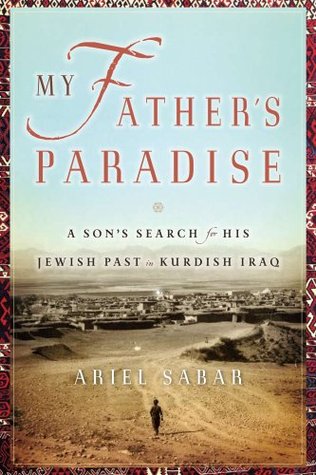 MY FATHER'S
PARADISE
A SON'S SEARCH for HIS
JEWISH PAST in KURDISH IRAQ
ARIEL SABAR